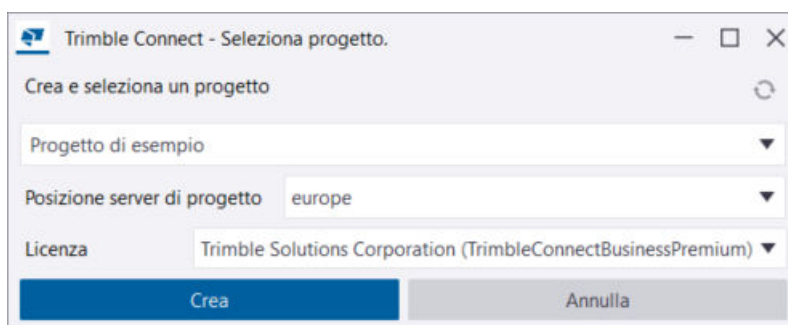 Trimble Connect - Seleziona progetto.
Crea e seleziona un progetto
Progetto di esempio
Posizione server di progetto europe
Licenza Trimble Solutions Corporation (TrimbleConnectBusinessPremium)
Crea Annulla